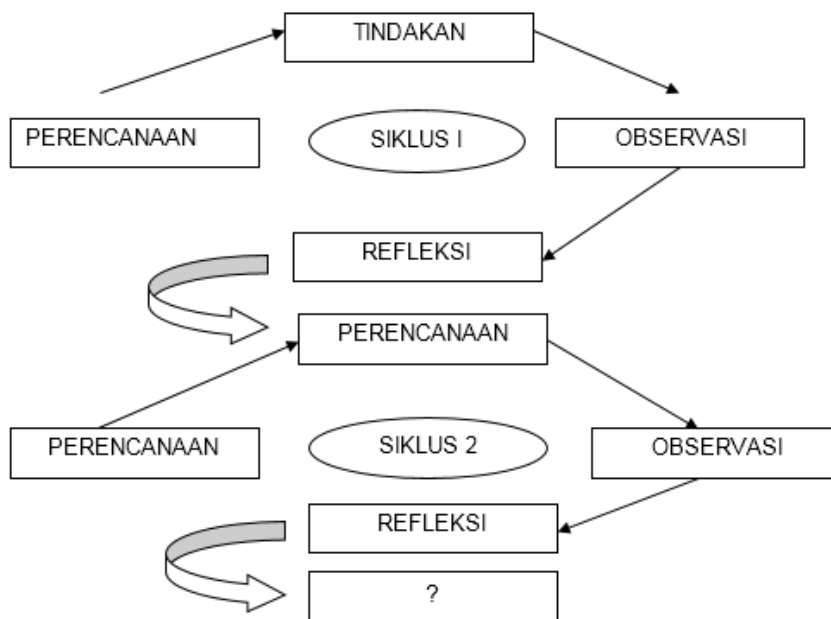 TINDAKAN
PERENCANAAN
SIKLUS I
OBSERVASI
REFLEKSI
PERENCANAAN
PERENCANAAN
SIKLUS 2
OBSERVASI
REFLEKSI
?